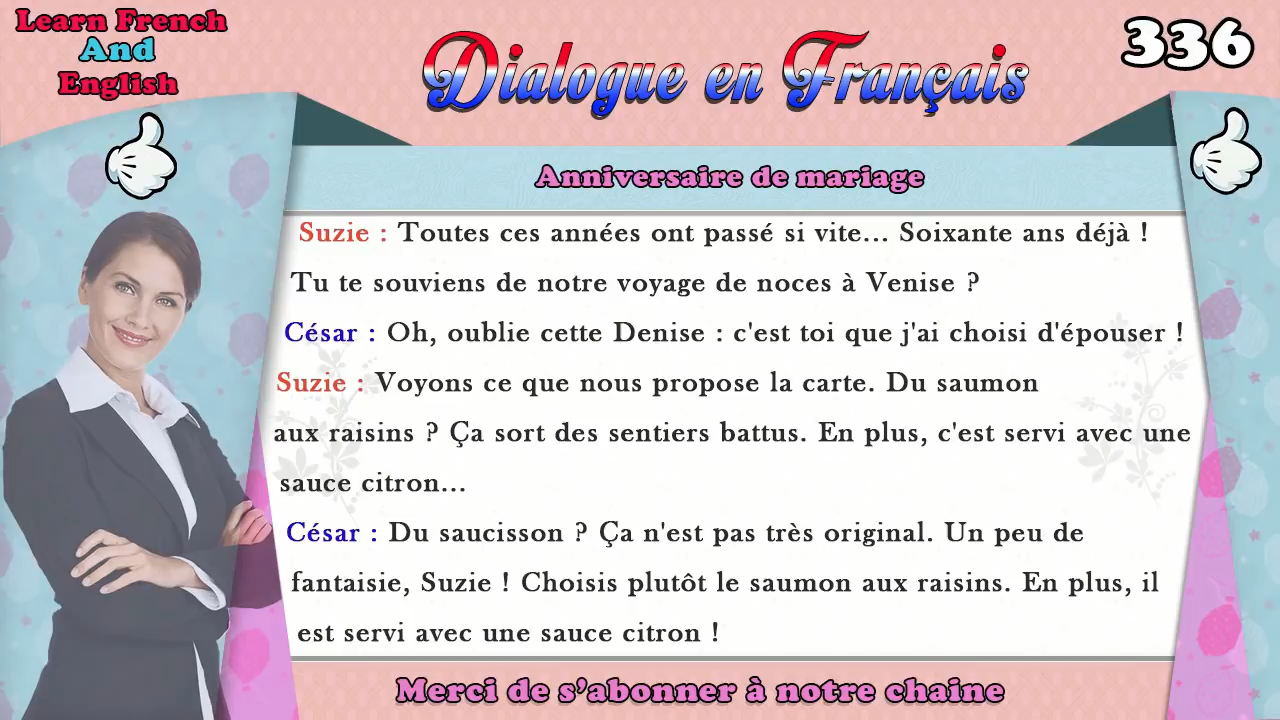 Learn French
And
English
Dialogue en Français
336
Anniversaire de mariage
Suzie : Toutes ces années ont passé si vite... Soixante ans déjà !
Tu te souviens de notre voyage de noces à Venise ?
César : Oh, oublie cette Denise : c'est toi que j'ai choisi d'épouser !
Suzie : Voyons ce que nous propose la carte. Du saumon
aux raisins ? Ça sort des sentiers battus. En plus, c'est servi avec une
sauce citron...
César : Du saucisson ? Ça n'est pas très original. Un peu de
fantaisie, Suzie ! Choisis plutôt le saumon aux raisins. En plus, il
est servi avec une sauce citron !
Merci de s'abonner à notre chaine